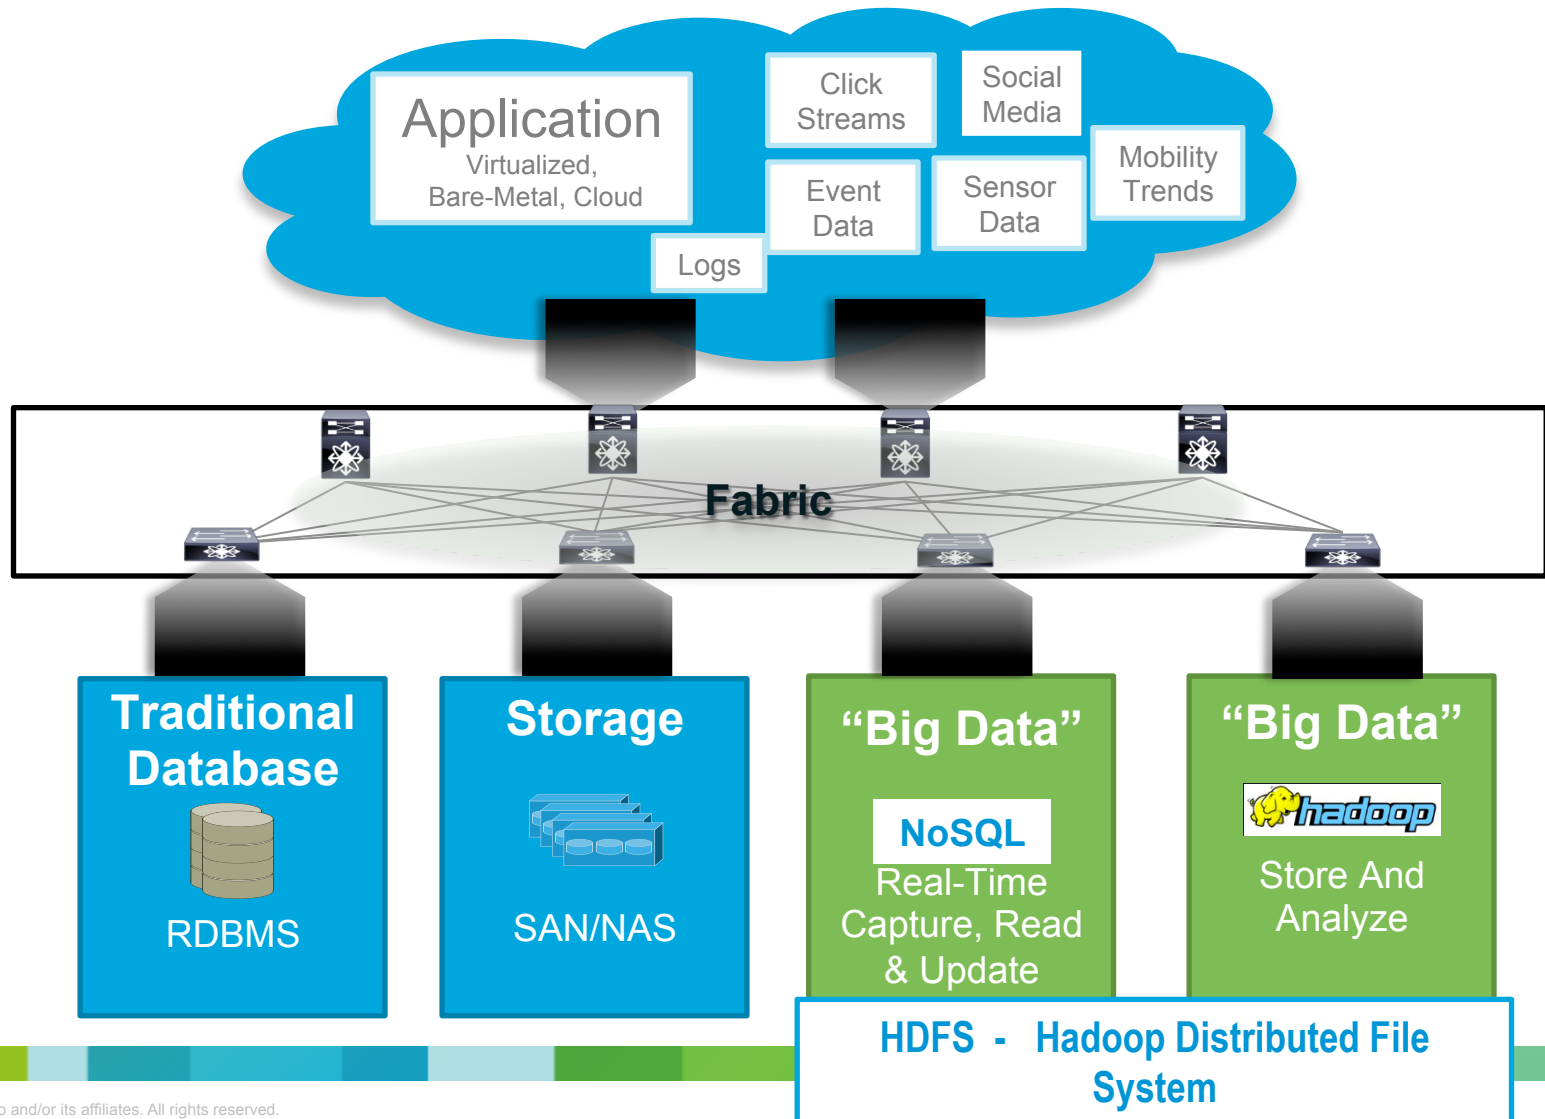 Application
Virtualized,
Bare-Metal, Cloud
Click
Streams
Social
Media
Mobility
Trends
Event
Data
Sensor
Data
Logs
Fabric
Traditional
Database
RDBMS
Storage
SAN/NAS
“Big Data”
NoSQL
Real-Time
Capture, Read
& Update
“Big Data”
hadoop
Store And
Analyze
HDFS - Hadoop Distributed File
System
o and/or its affiliates. All rights reserved.